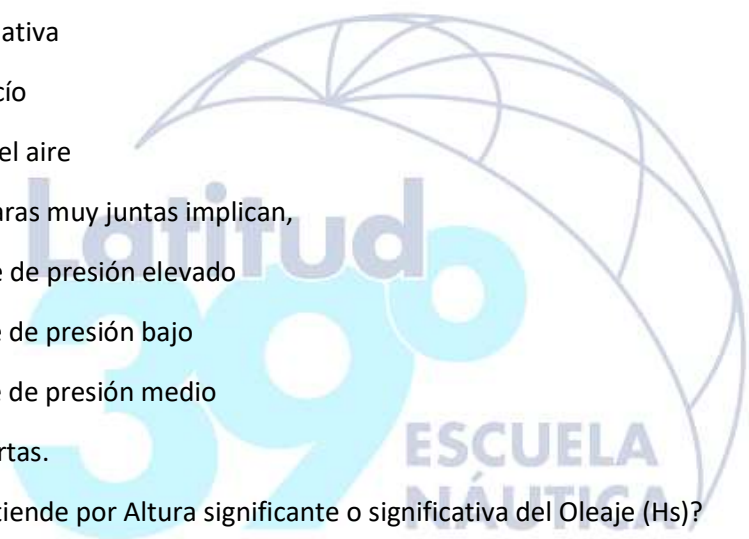 ativa
cío
el aire
aras muy juntas implican,
e de presión elevado
e de presión bajo
e de presión medio
rtas.
tiende por Altura significante o significativa del Oleaje (Hs)?
Latitud
39º
ESCUELA
NÁUTICA